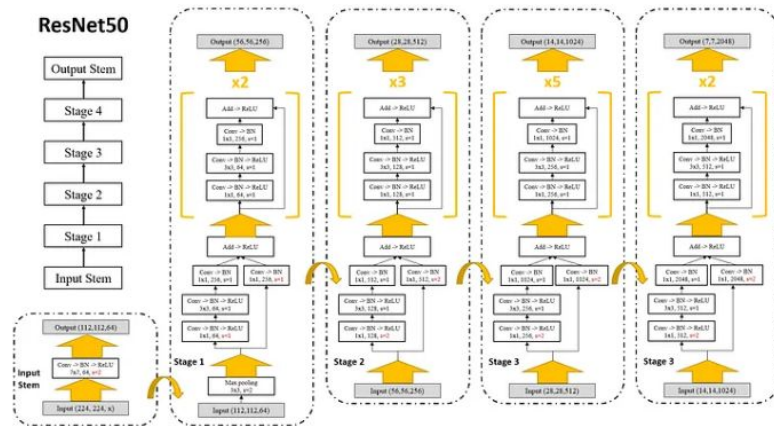 ResNet50
Output Stem
Stage 4
Stage 3
Stage 2
Stage 1
Input Stem
Output (112,112,64)
Conv -> BN -> ReLU
7x7, 64, s=2
Input Stem
Input (224, 224, x)
Output (56,56,256)
x2
Add -> ReLU
Conv -> BN
1x1, 256, s=1
Conv -> BN -> ReLU
3x3, 64, s=1
Conv -> BN -> ReLU
1x1, 64, s=1
Add -> ReLU
Conv -> BN
1x1, 256, s=1
Conv -> BN
1x1, 256, s=1
Conv -> BN -> ReLU
3x3, 64, s=1
Conv -> BN -> ReLU
1x1, 64, s=1
Stage 1
Max pooling
3x3, s=2
Input (112,112,64)
Output (28,28,512)
x3
Add -> ReLU
Conv -> BN
1x1, 512, s=1
Conv -> BN -> ReLU
3x3, 128, s=1
Conv -> BN -> ReLU
1x1, 128, s=1
Add -> ReLU
Conv -> BN
1x1, 512, s=1
Conv -> BN
1x1, 512, s=2
Conv -> BN -> ReLU
3x3, 128, s=1
Conv -> BN -> ReLU
1x1, 128, s=2
Stage 2
Input (56,56,256)
Output (14,14,1024)
x5
Add -> ReLU
Conv -> BN
1x1, 1024, s=1
Conv -> BN -> ReLU
3x3, 256, s=1
Conv -> BN -> ReLU
1x1, 256, s=1
Add -> ReLU
Conv -> BN
1x1, 1024, s=1
Conv -> BN
1x1, 1024, s=2
Conv -> BN -> ReLU
3x3, 256, s=1
Conv -> BN -> ReLU
1x1, 256, s=2
Stage 3
Input (28,28,512)
Output (7,7,2048)
x2
Add -> ReLU
Conv -> BN
1x1, 2048, s=1
Conv -> BN -> ReLU
3x3, 512, s=1
Conv -> BN -> ReLU
1x1, 512, s=1
Add -> ReLU
Conv -> BN
1x1, 2048, s=1
Conv -> BN
1x1, 2048, s=2
Conv -> BN -> ReLU
3x3, 512, s=1
Conv -> BN -> ReLU
1x1, 512, s=2
Stage 3
Input (14,14,1024)